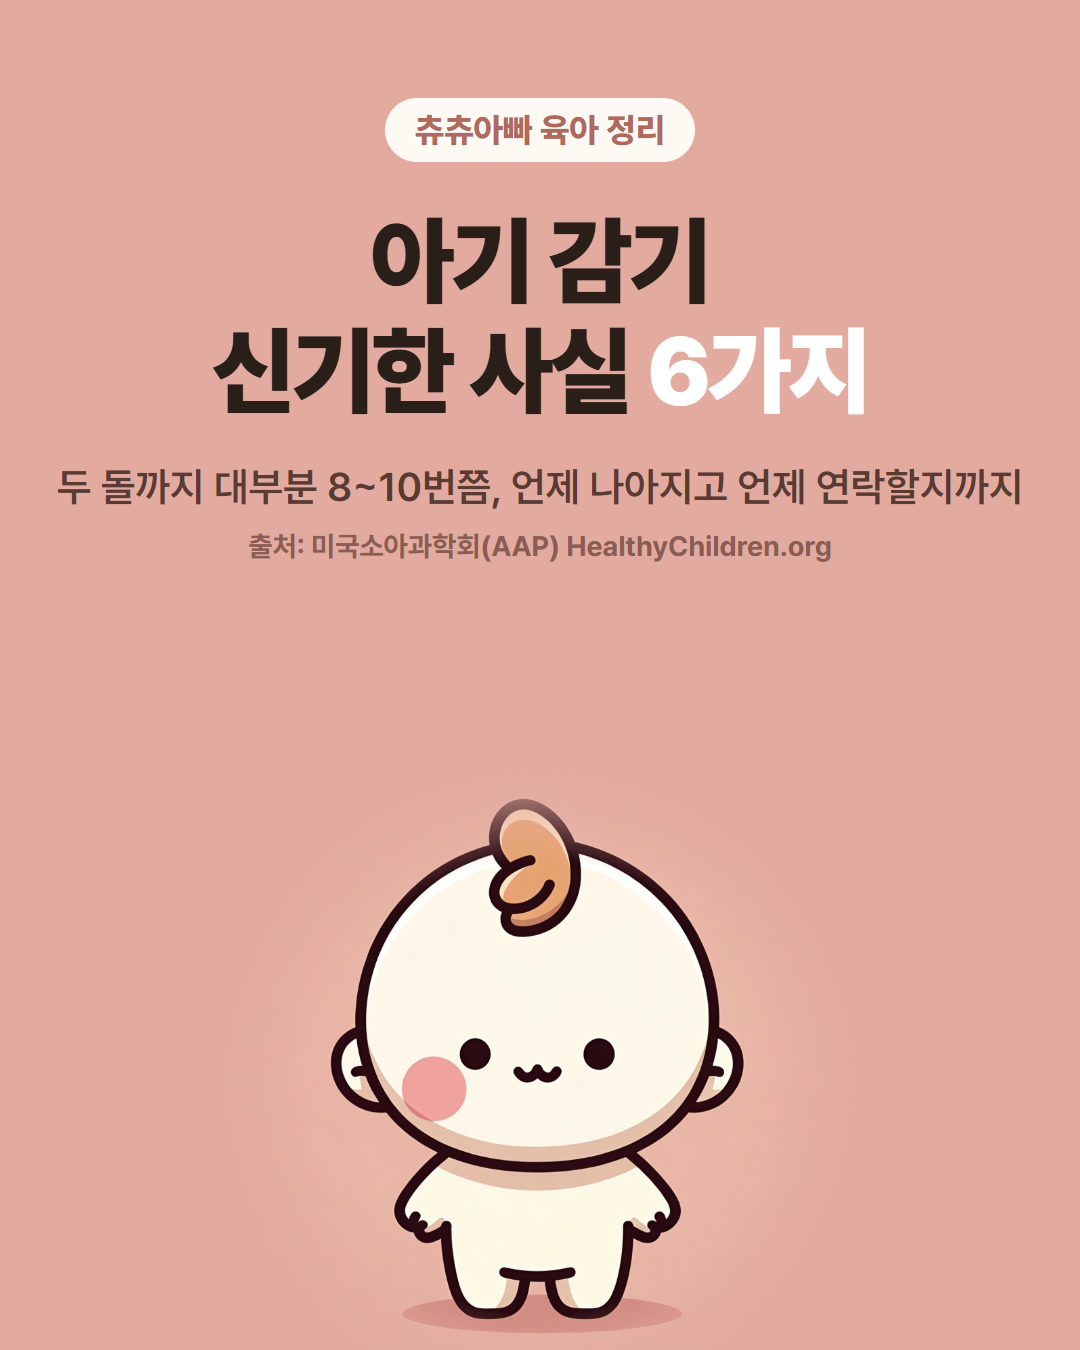 츄츄아빠 육아 정리
아기 감기
신기한 사실 6가지
두 돌까지 대부분 8~10번쯤, 언제 나아지고 언제 연락할지까지
출처: 미국소아과학회(AAP) HealthyChildren.org